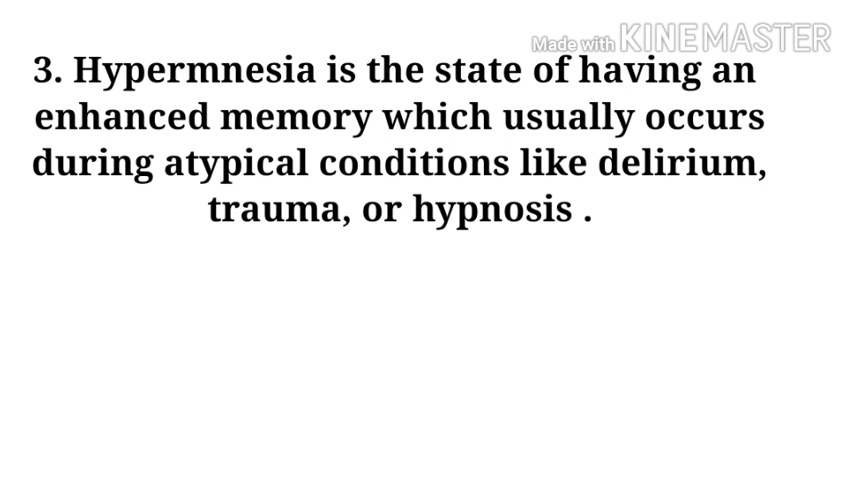 Made with KINEMASTER
3. Hypermnesia is the state of having an
enhanced memory which usually occurs
during atypical conditions like delirium,
trauma, or hypnosis .